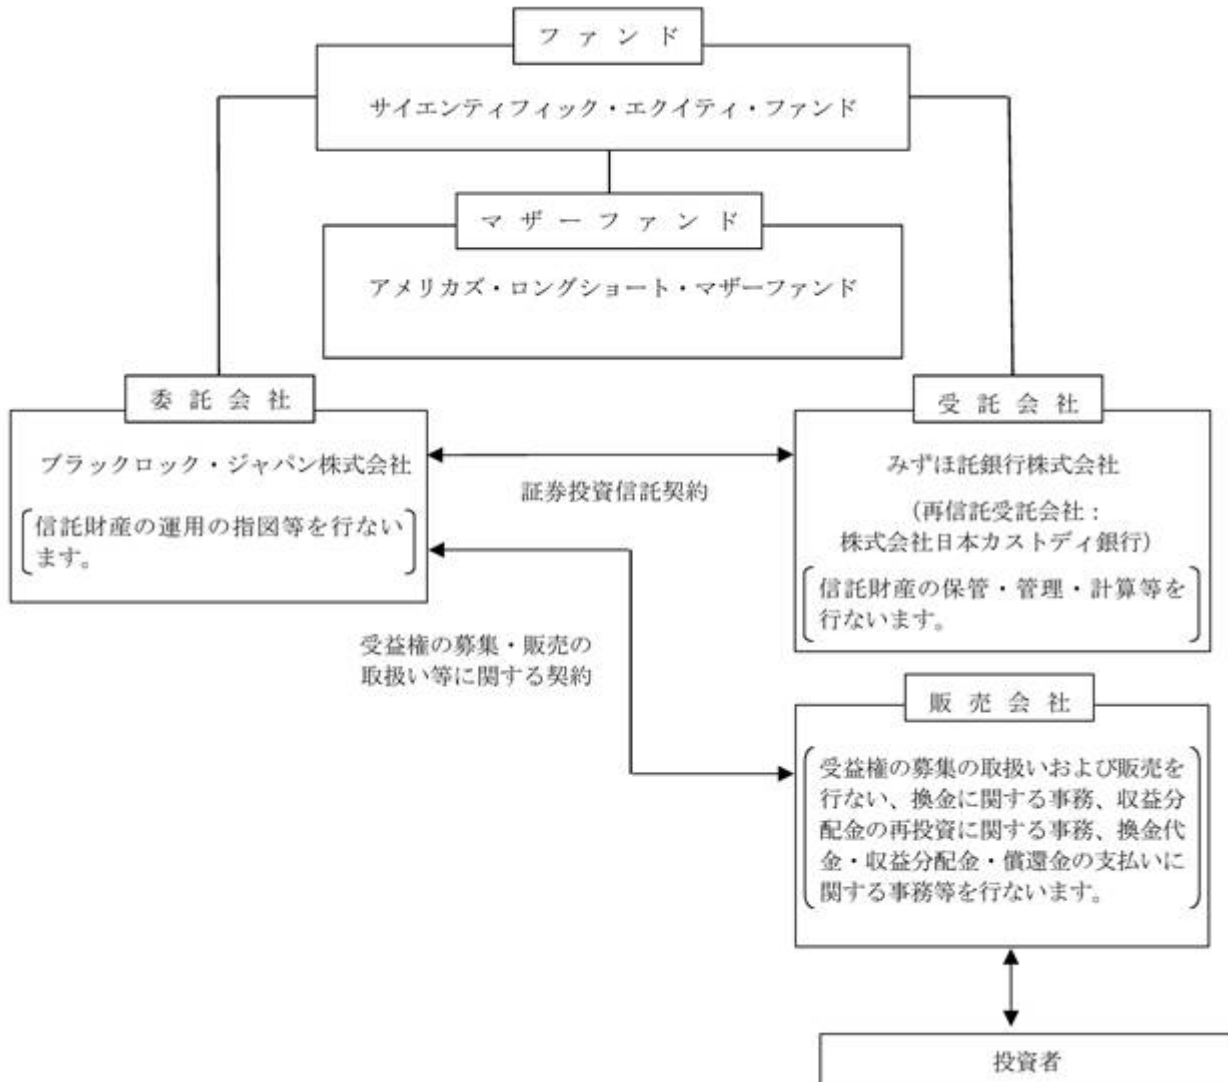 ファンド
サイエンティフィック・エクイティ・ファンド
マザーファンド
アメリカズ・ロングショート・マザーファンド
委託会社
ブラックロック・ジャパン株式会社
信託財産の運用の指図等を行ない
ます。
証券投資信託契約
受託会社
みずほ託銀行株式会社
(再信託受託会社:
株式会社日本カストディ銀行)
信託財産の保管・管理・計算等を
行ないます。
受益権の募集・販売の
取扱い等に関する契約
販売会社
受益権の募集の取扱いおよび販売を
行ない、換金に関する事務、収益分
配金の再投資に関する事務、換金代
金・収益分配金・償還金の支払いに
関する事務等を行ないます。
投資者